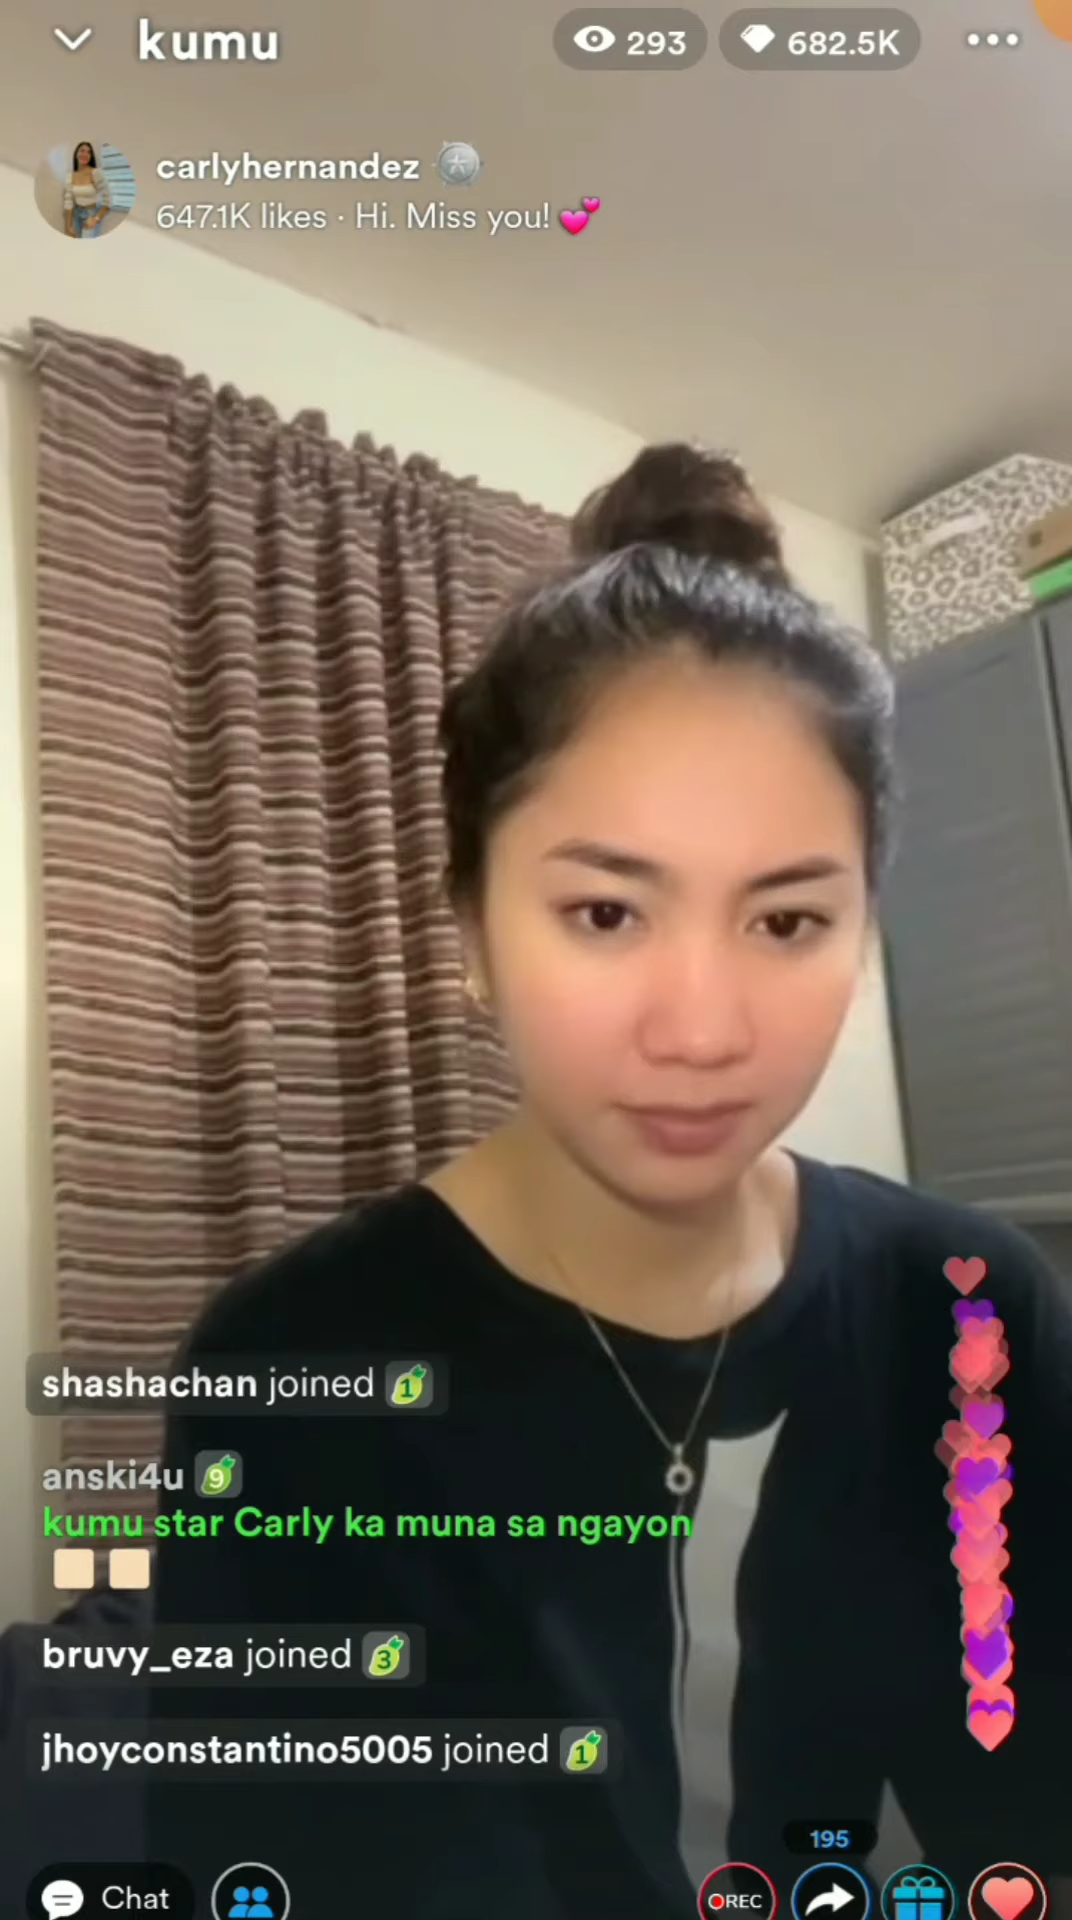 kumu
293
682.5K
carlyhernandez
647.1K likes · Hi. Miss you! 💕
shashachan joined 1
anski4u 9
kumu star Carly ka muna sa ngayon
bruvy_eza joined 3
jhoyconstantino5005 joined 1
195
Chat
REC